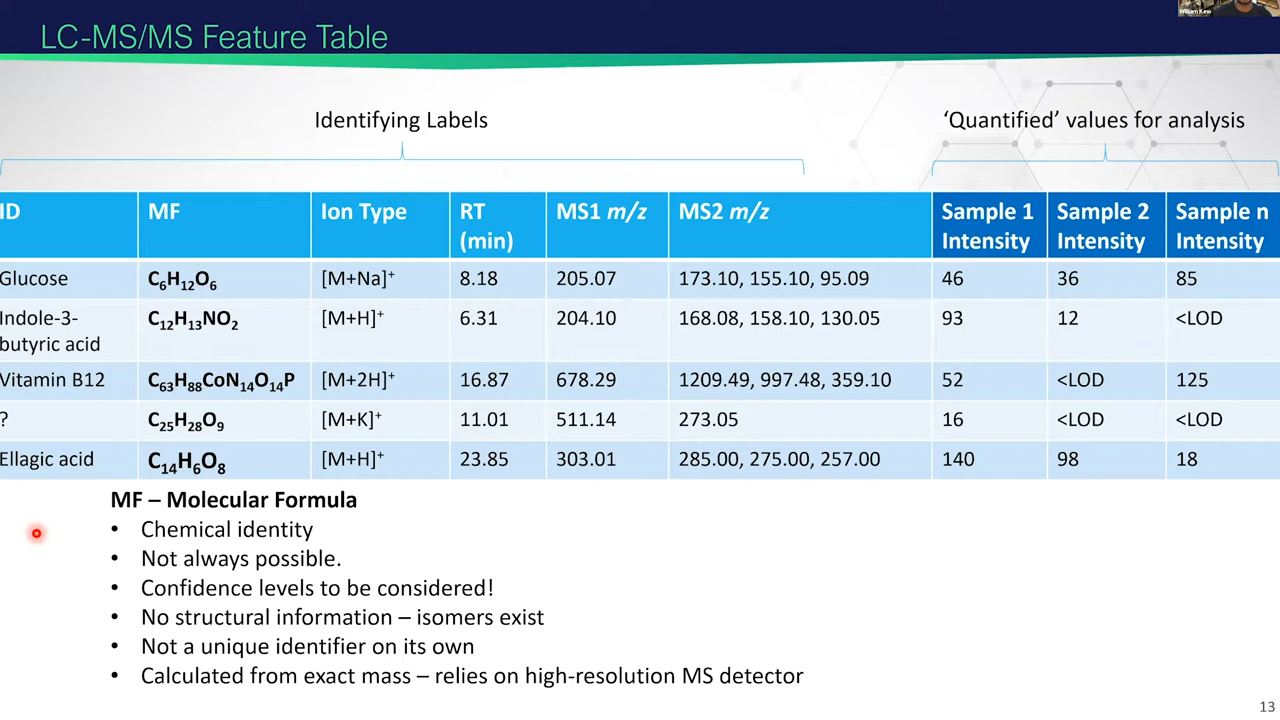 William Kew
LC-MS/MS Feature Table
Identifying Labels
‘Quantified’ values for analysis
ID MF Ion Type RT (min) MS1 m/z MS2 m/z Sample 1 Intensity Sample 2 Intensity Sample n Intensity
Glucose C₆H₁₂O₆ [M+Na]⁺ 8.18 205.07 173.10, 155.10, 95.09 46 36 85
Indole-3-butyric acid C₁₂H₁₃NO₂ [M+H]⁺ 6.31 204.10 168.08, 158.10, 130.05 93 12 <LOD
Vitamin B12 C₆₃H₈₈CoN₁₄O₁₄P [M+2H]⁺ 16.87 678.29 1209.49, 997.48, 359.10 52 <LOD 125
? C₂₅H₂₈O₉ [M+K]⁺ 11.01 511.14 273.05 16 <LOD <LOD
Ellagic acid C₁₄H₆O₈ [M+H]⁺ 23.85 303.01 285.00, 275.00, 257.00 140 98 18
MF – Molecular Formula
• Chemical identity
• Not always possible.
• Confidence levels to be considered!
• No structural information – isomers exist
• Not a unique identifier on its own
• Calculated from exact mass – relies on high-resolution MS detector
13